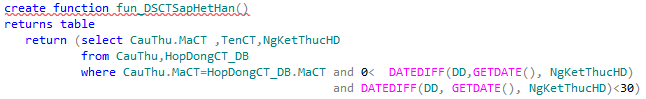 create function fun_DSCTSapHetHan()
returns table
return (select CauThu.MaCT ,TenCT,NgKetThucHD
from CauThu,HopDongCT_DB
where CauThu.MaCT=HopDongCT_DB.MaCT and 0< DATEDIFF(DD,GETDATE(), NgKetThucHD)
and DATEDIFF(DD, GETDATE(), NgKetThucHD)<30)